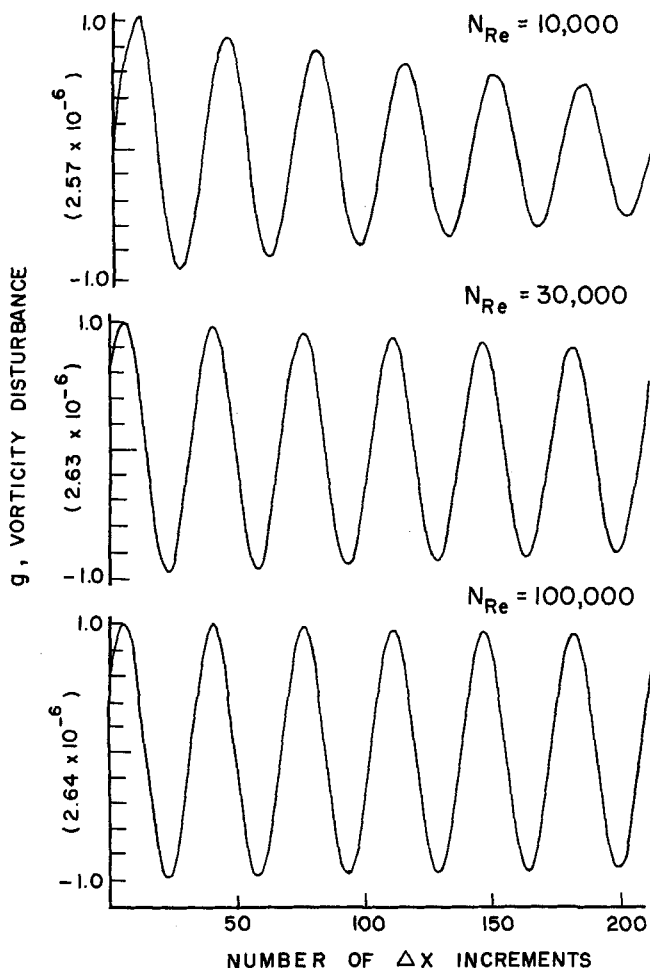 1.0
N_Re = 10,000
(2.57 x 10^-6)
-1.0
N_Re = 30,000
1.0
(2.63 x 10^-6)
-1.0
g, VORTICITY DISTURBANCE
N_Re = 100,000
1.0
(2.64 x 10^-6)
-1.0
50 100 150 200
NUMBER OF ΔX INCREMENTS